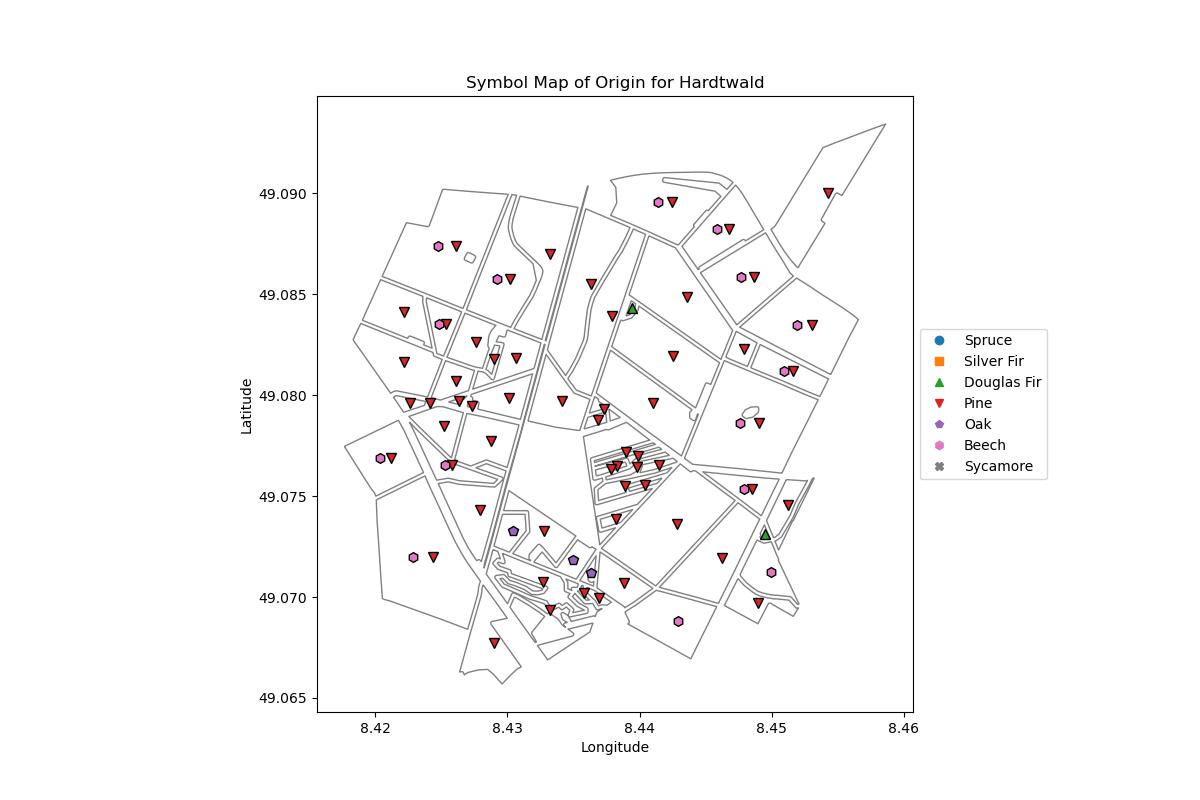 Symbol Map of Origin for Hardtwald
49.090
49.085
49.080
49.075
49.070
49.065
Latitude
8.42 8.43 8.44 8.45 8.46
Longitude
Spruce
Silver Fir
Douglas Fir
Pine
Oak
Beech
Sycamore